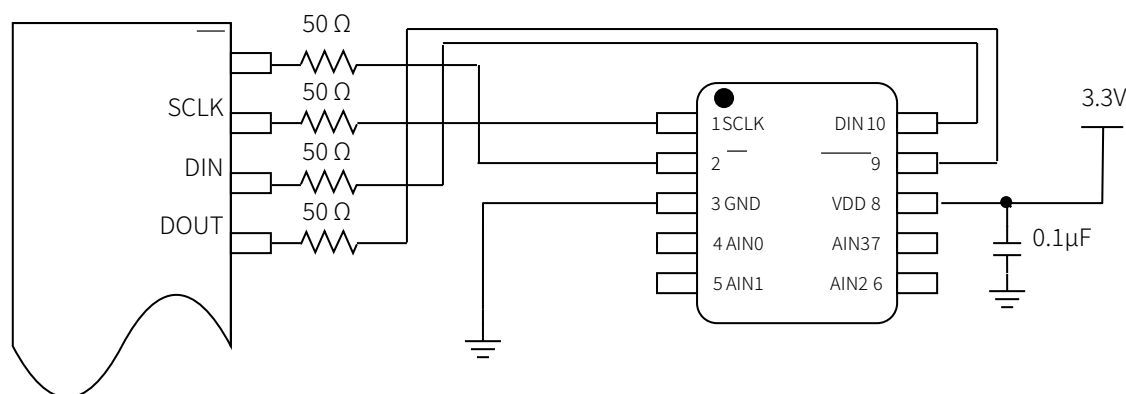 50 Ω
SCLK
50 Ω
DIN
50 Ω
DOUT
50 Ω
1 SCLK
2
3 GND
4 AIN0
5 AIN1
DIN 10
9
VDD 8
AIN3 7
AIN2 6
3.3V
0.1µF